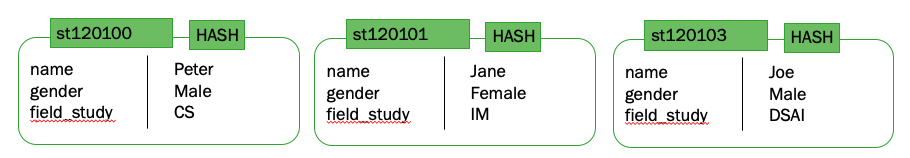 st120100 HASH
name Peter
gender Male
field_study CS
st120101 HASH
name Jane
gender Female
field_study IM
st120103 HASH
name Joe
gender Male
field_study DSAI